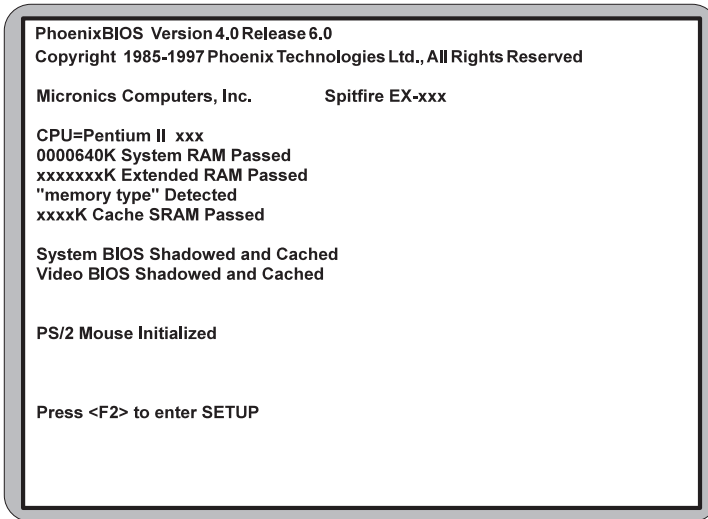 PhoenixBIOS Version 4.0 Release 6.0
Copyright 1985-1997 Phoenix Technologies Ltd., All Rights Reserved
Micronics Computers, Inc. Spitfire EX-xxx
CPU=Pentium II xxx
0000640K System RAM Passed
xxxxxxxK Extended RAM Passed
"memory type" Detected
xxxxK Cache SRAM Passed
System BIOS Shadowed and Cached
Video BIOS Shadowed and Cached
PS/2 Mouse Initialized
Press <F2> to enter SETUP